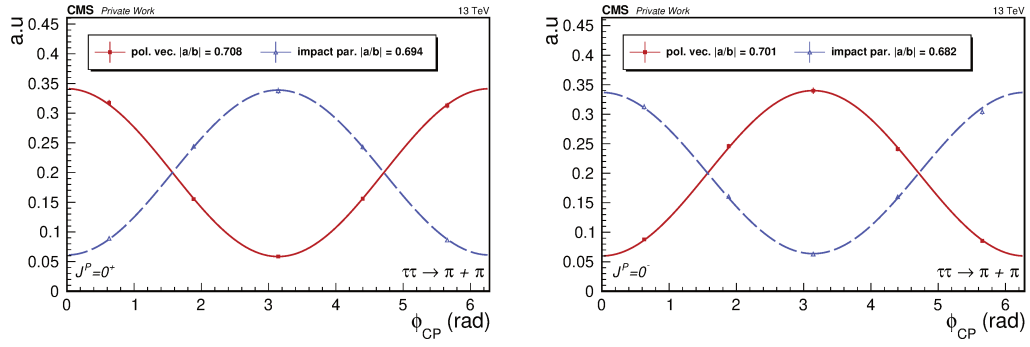 CMS Private Work 13 TeV
a.u
pol. vec. |a/b| = 0.708 impact par. |a/b| = 0.694
0.45
0.4
0.35
0.3
0.25
0.2
0.15
0.1
0.05
0
J^P=0^+ ττ → π + π
0 1 2 3 4 5 6
ϕ_CP (rad)
CMS Private Work 13 TeV
a.u
pol. vec. |a/b| = 0.701 impact par. |a/b| = 0.682
0.45
0.4
0.35
0.3
0.25
0.2
0.15
0.1
0.05
0
J^P=0^- ττ → π + π
0 1 2 3 4 5 6
ϕ_CP (rad)